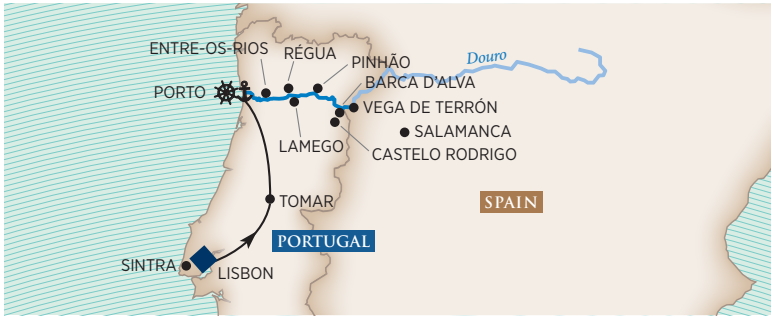 ENTRE-OS-RIOS
RÉGUA
Douro
PINHÃO
BARCA D'ALVA
PORTO
VEGA DE TERRÓN
SALAMANCA
LAMEGO
CASTELO RODRIGO
TOMAR
SPAIN
PORTUGAL
SINTRA
LISBON